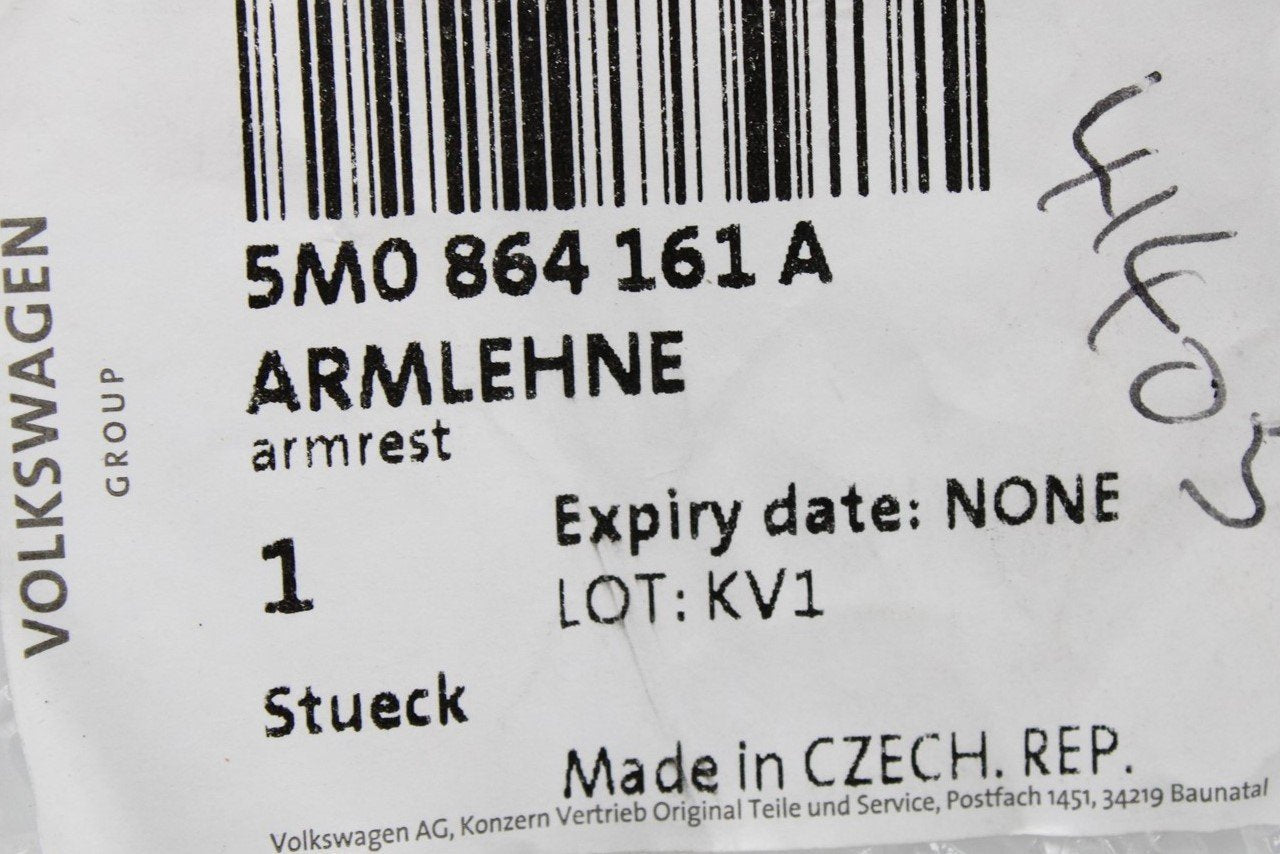 VOLKSWAGEN
GROUP
5M0 864 161 A
ARMLEHNE
armrest
1
Expiry date: NONE
LOT: KV1
Stueck
Made in CZECH. REP.
Volkswagen AG, Konzern Vertrieb Original Teile und Service, Postfach 1451, 34219 Baunatal